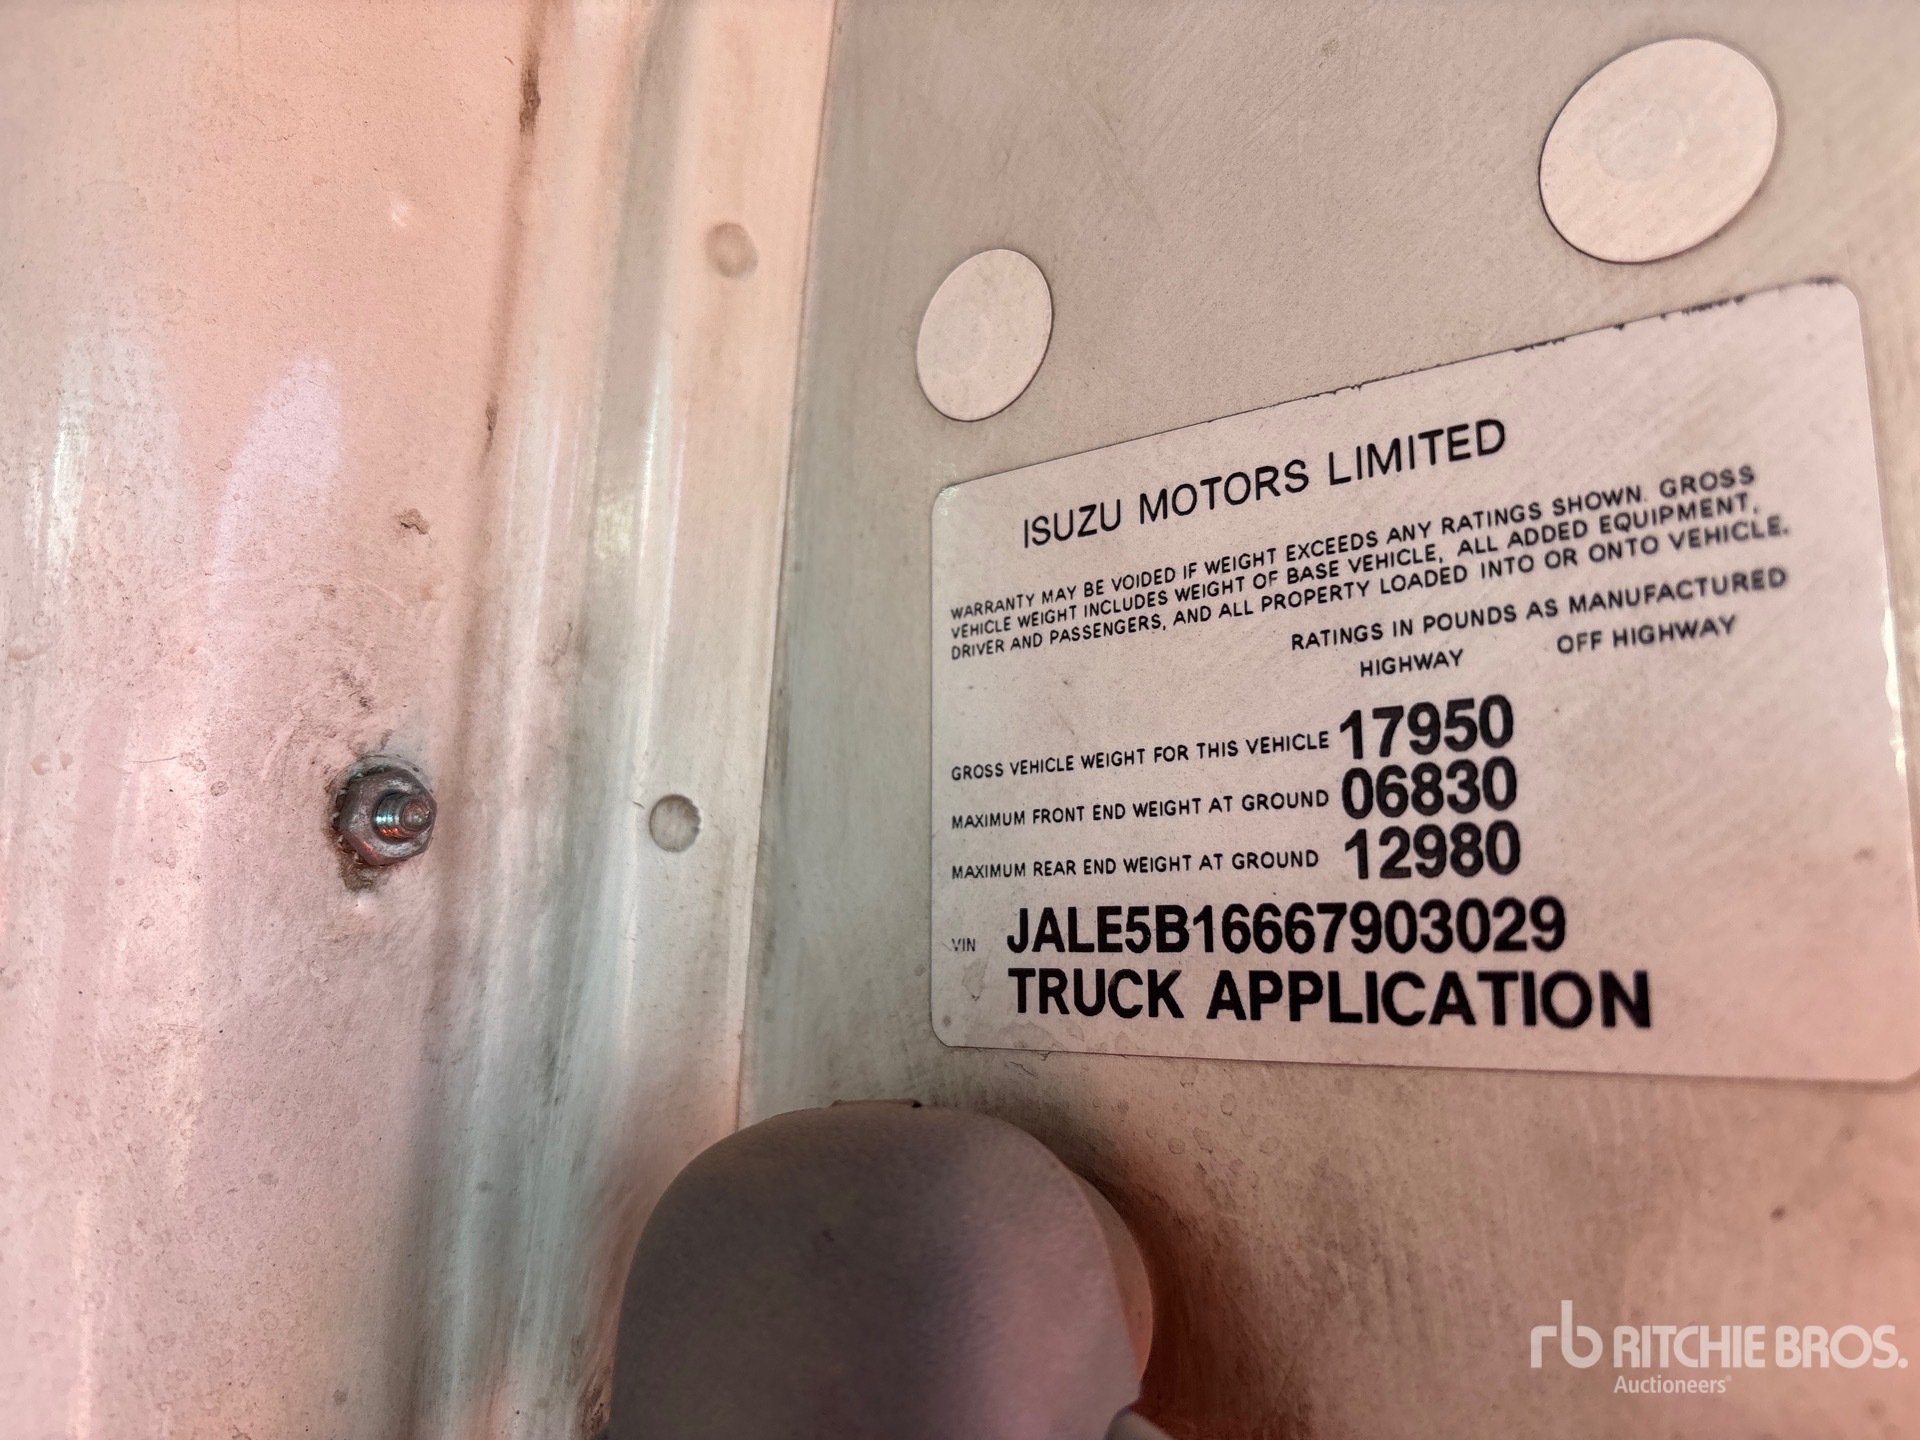 ISUZU MOTORS LIMITED
WARRANTY MAY BE VOIDED IF WEIGHT EXCEEDS ANY RATINGS SHOWN. GROSS
VEHICLE WEIGHT INCLUDES WEIGHT OF BASE VEHICLE, ALL ADDED EQUIPMENT,
DRIVER AND PASSENGERS, AND ALL PROPERTY LOADED INTO OR ONTO VEHICLE.
RATINGS IN POUNDS AS MANUFACTURED
HIGHWAY OFF HIGHWAY
GROSS VEHICLE WEIGHT FOR THIS VEHICLE 17950
MAXIMUM FRONT END WEIGHT AT GROUND 06830
MAXIMUM REAR END WEIGHT AT GROUND 12980
VIN JALE5B16667903029
TRUCK APPLICATION
rb RITCHIE BROS.
Auctioneers